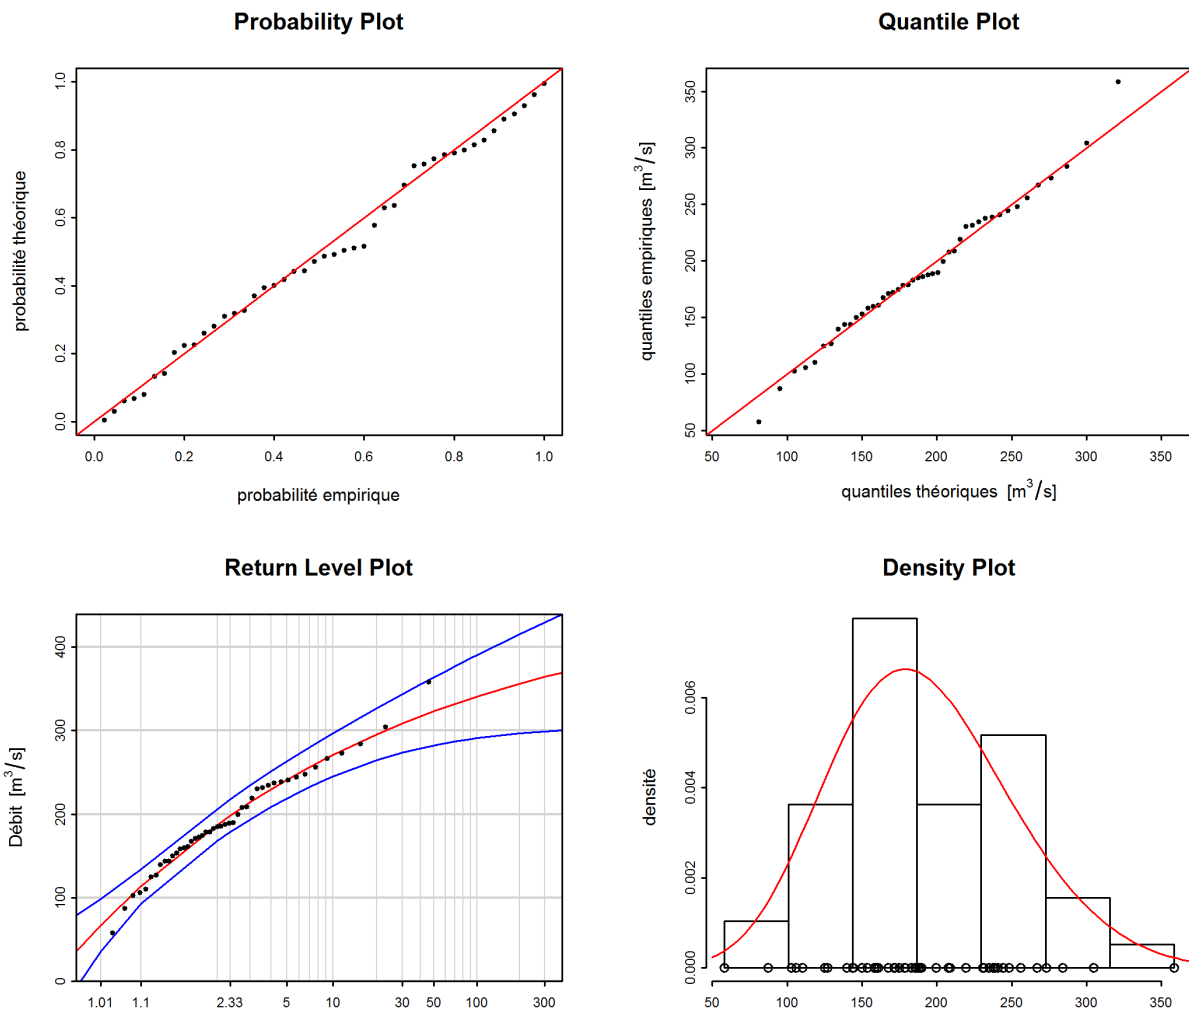 Probability Plot
probabilité théorique
0.0 0.2 0.4 0.6 0.8 1.0
0.0 0.2 0.4 0.6 0.8 1.0
probabilité empirique
Quantile Plot
quantiles empiriques [m³/s]
50 100 150 200 250 300 350
50 100 150 200 250 300 350
quantiles théoriques [m³/s]
Return Level Plot
Débit [m³/s]
0 100 200 300 400
1.01 1.1 2.33 5 10 30 50 100 300
Density Plot
densité
0.000 0.002 0.004 0.006
50 100 150 200 250 300 350